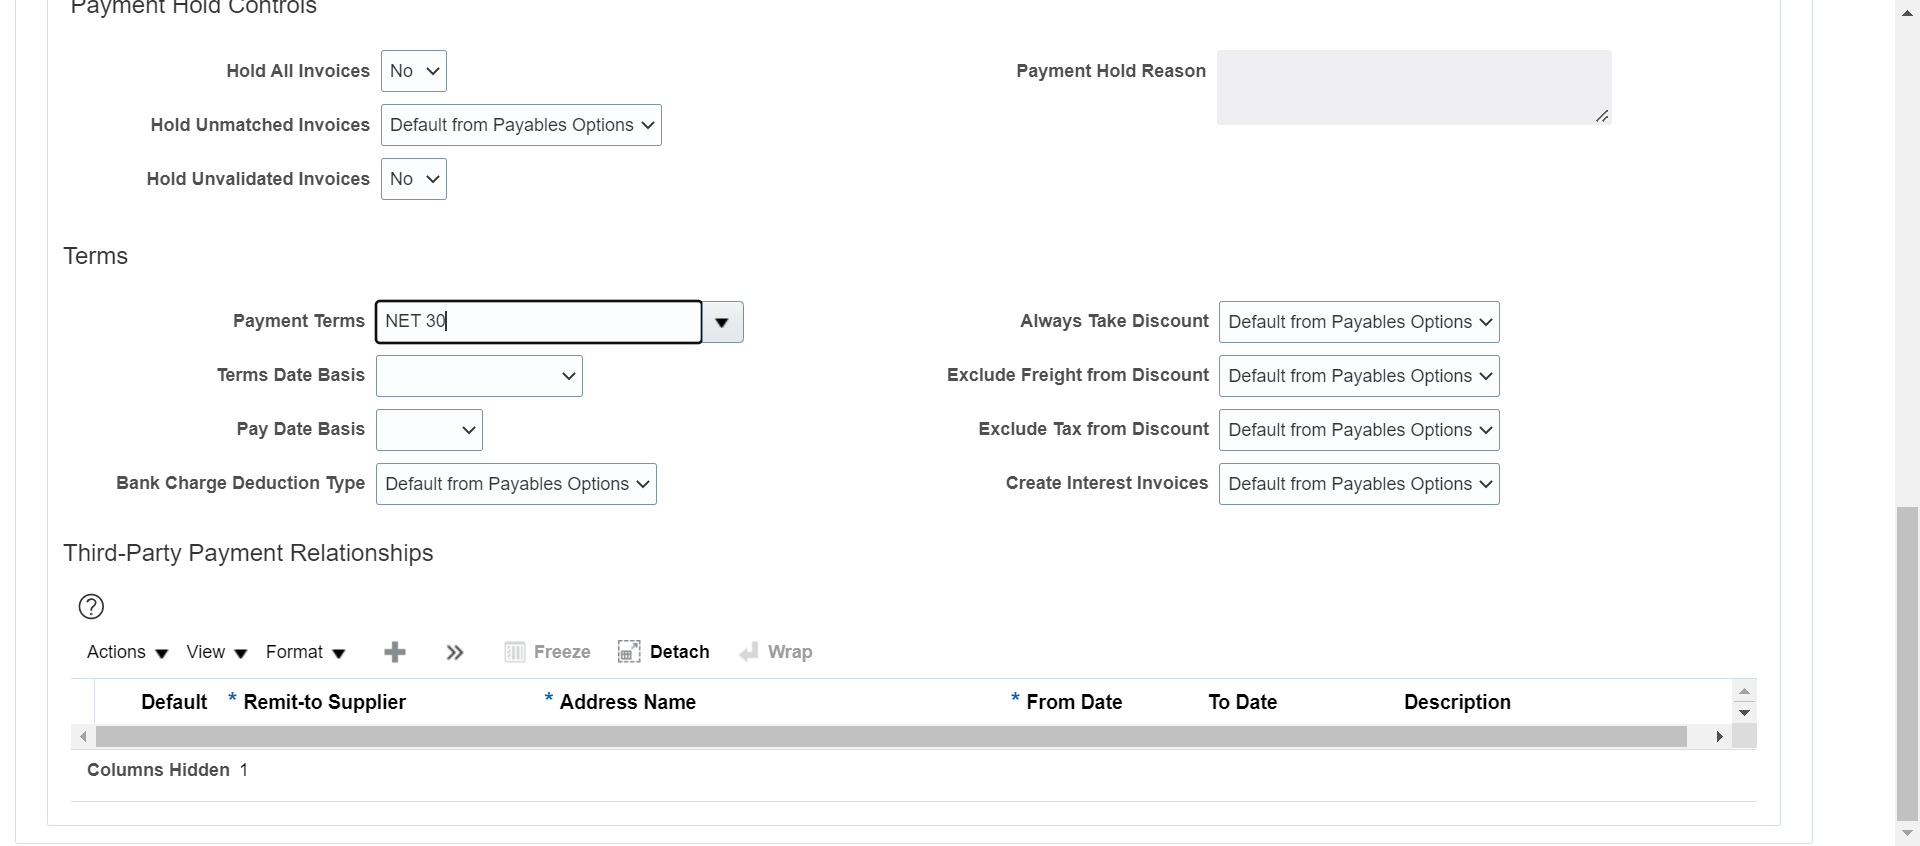 Payment Hold Controls
Hold All Invoices No
Payment Hold Reason
Hold Unmatched Invoices Default from Payables Options
Hold Unvalidated Invoices No
Terms
Payment Terms NET 30
Always Take Discount Default from Payables Options
Terms Date Basis
Exclude Freight from Discount Default from Payables Options
Pay Date Basis
Exclude Tax from Discount Default from Payables Options
Bank Charge Deduction Type Default from Payables Options
Create Interest Invoices Default from Payables Options
Third-Party Payment Relationships
?
Actions View Format Freeze Detach Wrap
Default * Remit-to Supplier * Address Name * From Date To Date Description
Columns Hidden 1